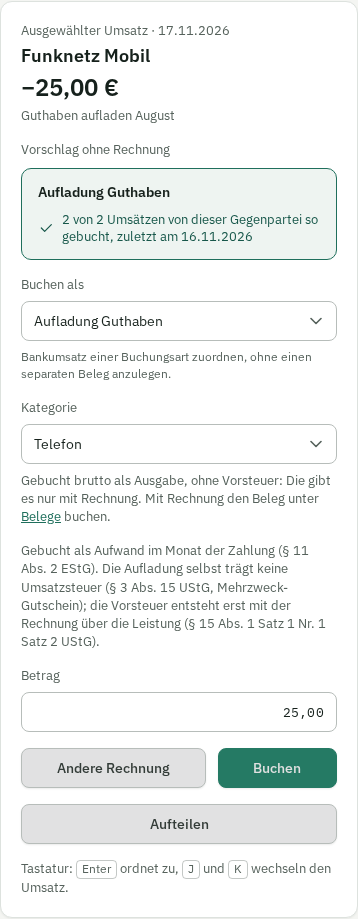 Ausgewählter Umsatz · 17.11.2026
Funknetz Mobil
−25,00 €
Guthaben aufladen August
Vorschlag ohne Rechnung
Aufladung Guthaben
2 von 2 Umsätzen von dieser Gegenpartei so
gebucht, zuletzt am 16.11.2026
Buchen als
Aufladung Guthaben
Bankumsatz einer Buchungsart zuordnen, ohne einen
separaten Beleg anzulegen.
Kategorie
Telefon
Gebucht brutto als Ausgabe, ohne Vorsteuer: Die gibt
es nur mit Rechnung. Mit Rechnung den Beleg unter
Belege buchen.
Gebucht als Aufwand im Monat der Zahlung (§ 11
Abs. 2 EStG). Die Aufladung selbst trägt keine
Umsatzsteuer (§ 3 Abs. 15 UStG, Mehrzweck-
Gutschein); die Vorsteuer entsteht erst mit der
Rechnung über die Leistung (§ 15 Abs. 1 Satz 1 Nr. 1
Satz 2 UStG).
Betrag
25,00
Andere Rechnung Buchen
Aufteilen
Tastatur: Enter ordnet zu, J und K wechseln den
Umsatz.